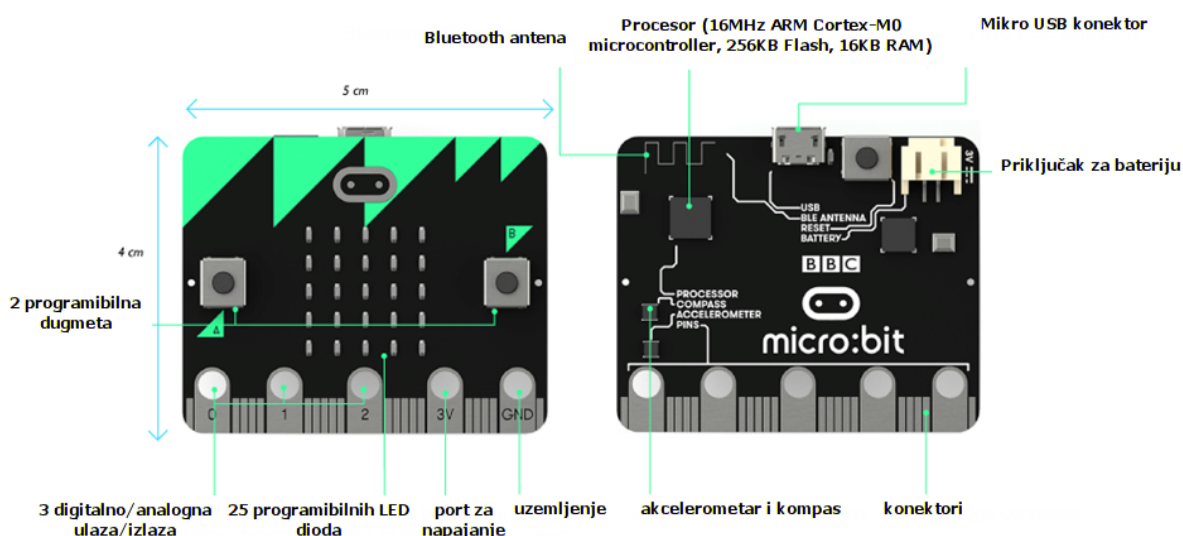 Bluetooth antena
Procesor (16MHz ARM Cortex-M0
microcontroller, 256KB Flash, 16KB RAM)
Mikro USB konektor
5 cm
4 cm
2 programibilna
dugmeta
A
B
0
1
2
3V
GND
3V
Priključak za bateriju
USB
BLE ANTENNA
RESET
BATTERY
BBC
PROCESSOR
COMPASS
ACCELEROMETER
PINS
micro:bit
3 digitalno/analogna
ulaza/izlaza
25 programibilnih LED
dioda
port za
napajanje
uzemljenje
akcelerometar i kompas
konektori